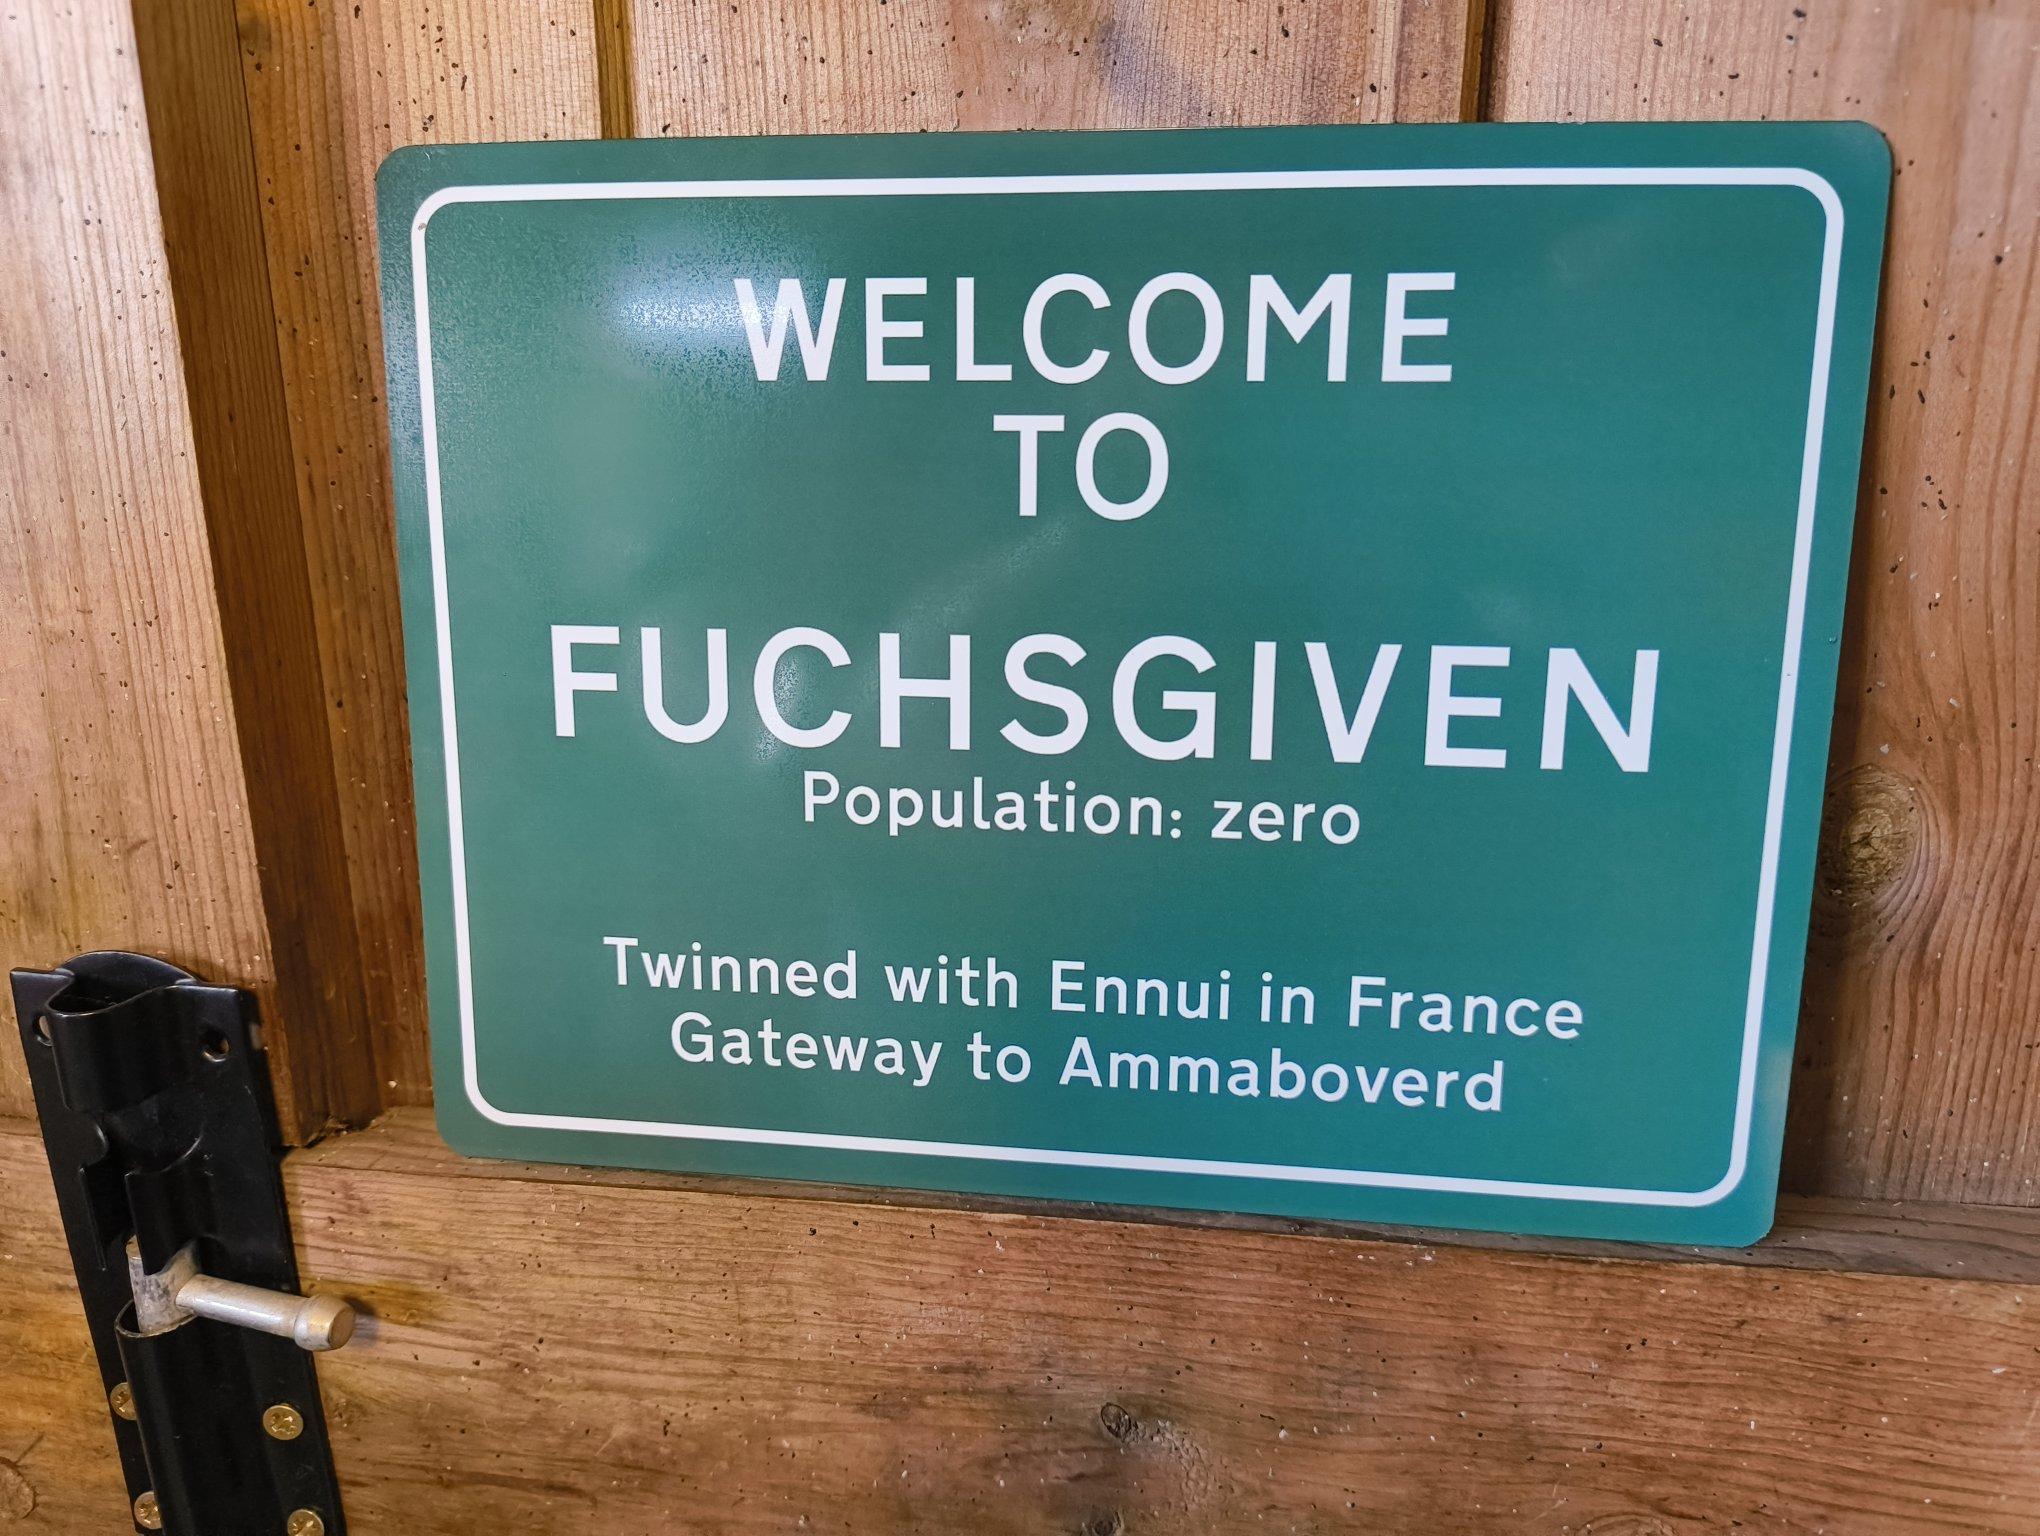 WELCOME
TO
FUCHSGIVEN
Population: zero
Twinned with Ennui in France
Gateway to Ammaboverd